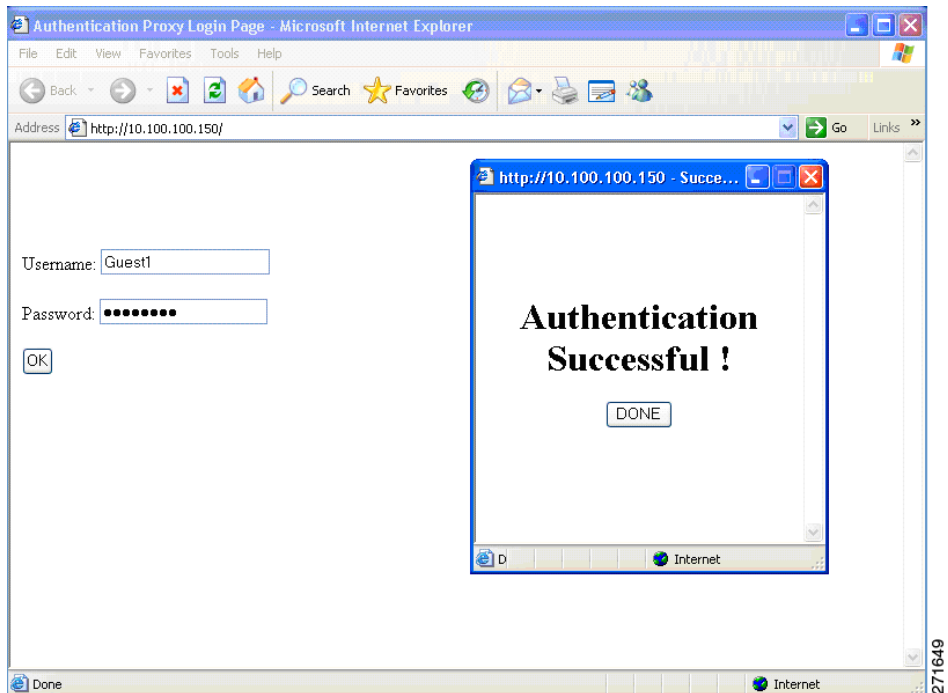 Authentication Proxy Login Page - Microsoft Internet Explorer
File Edit View Favorites Tools Help
Back Search Favorites
Address http://10.100.100.150/ Go Links »
http://10.100.100.150 - Succe...
Username: Guest1
Password: ●●●●●●●●
OK
Authentication
Successful !
DONE
D Internet
Done Internet
271649